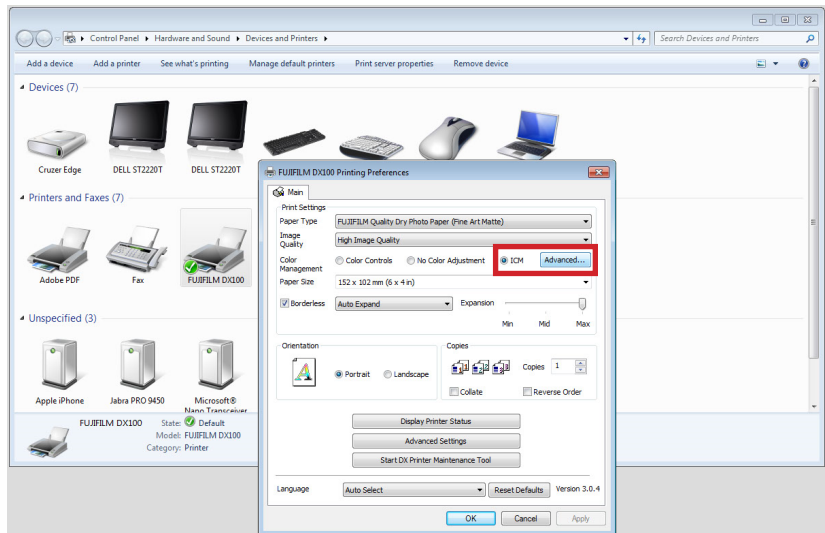 Control Panel ▸ Hardware and Sound ▸ Devices and Printers ▸
Search Devices and Printers
Add a device Add a printer See what's printing Manage default printers Print server properties Remove device
Devices (7)
Cruzer Edge DELL ST2220T DELL ST2220T
Printers and Faxes (7)
Adobe PDF Fax FUJIFILM DX100
Unspecified (3)
Apple iPhone Jabra PRO 9450 Microsoft®
Nano Transceiver
FUJIFILM DX100 State: Default
Model: FUJIFILM DX100
Category: Printer
FUJIFILM DX100 Printing Preferences
Main
Print Settings
Paper Type FUJIFILM Quality Dry Photo Paper (Fine Art Matte)
Image
Quality High Image Quality
Color
Management Color Controls No Color Adjustment ICM Advanced...
Paper Size 152 x 102 mm (6 x 4 in)
Borderless Auto Expand Expansion
Min Mid Max
Orientation Copies
Portrait Landscape Copies 1
Collate Reverse Order
Display Printer Status
Advanced Settings
Start DX Printer Maintenance Tool
Language Auto Select Reset Defaults Version 3.0.4
OK Cancel Apply